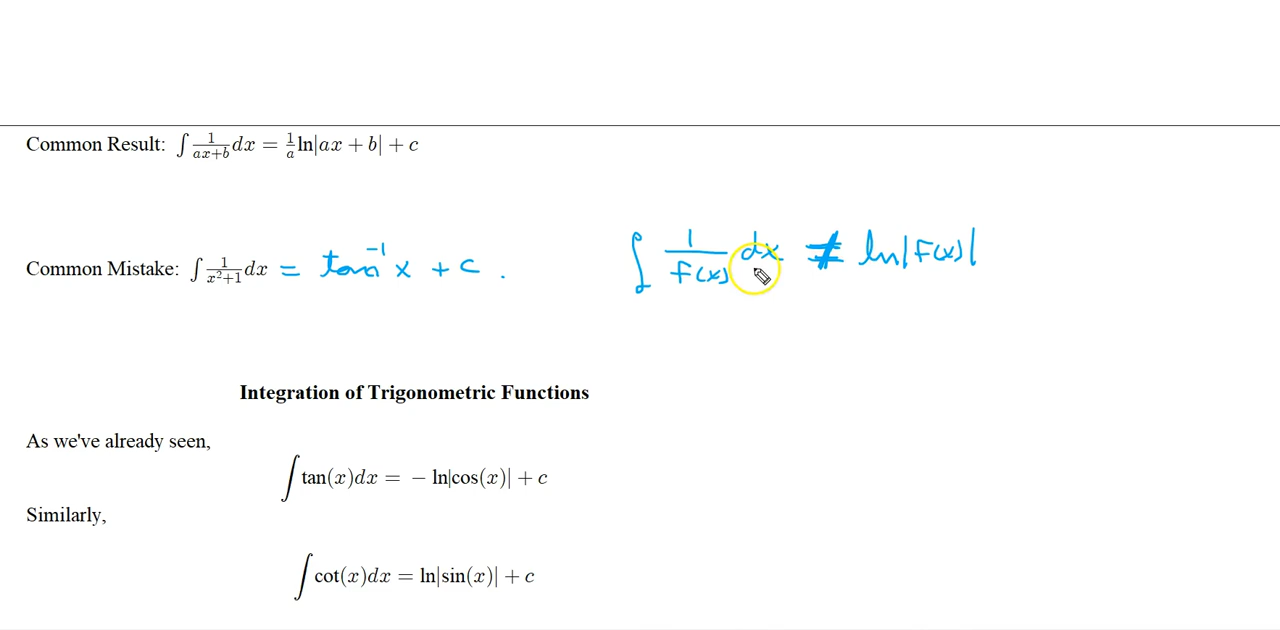 Common Result: ∫ 1/(ax+b) dx = 1/a ln|ax + b| + c
Common Mistake: ∫ 1/(x²+1) dx = tan⁻¹ x + c . ∫ 1/F(x) dx ≠ ln|F(x)|
Integration of Trigonometric Functions
As we've already seen,
∫ tan(x)dx = − ln|cos(x)| + c
Similarly,
∫ cot(x)dx = ln|sin(x)| + c